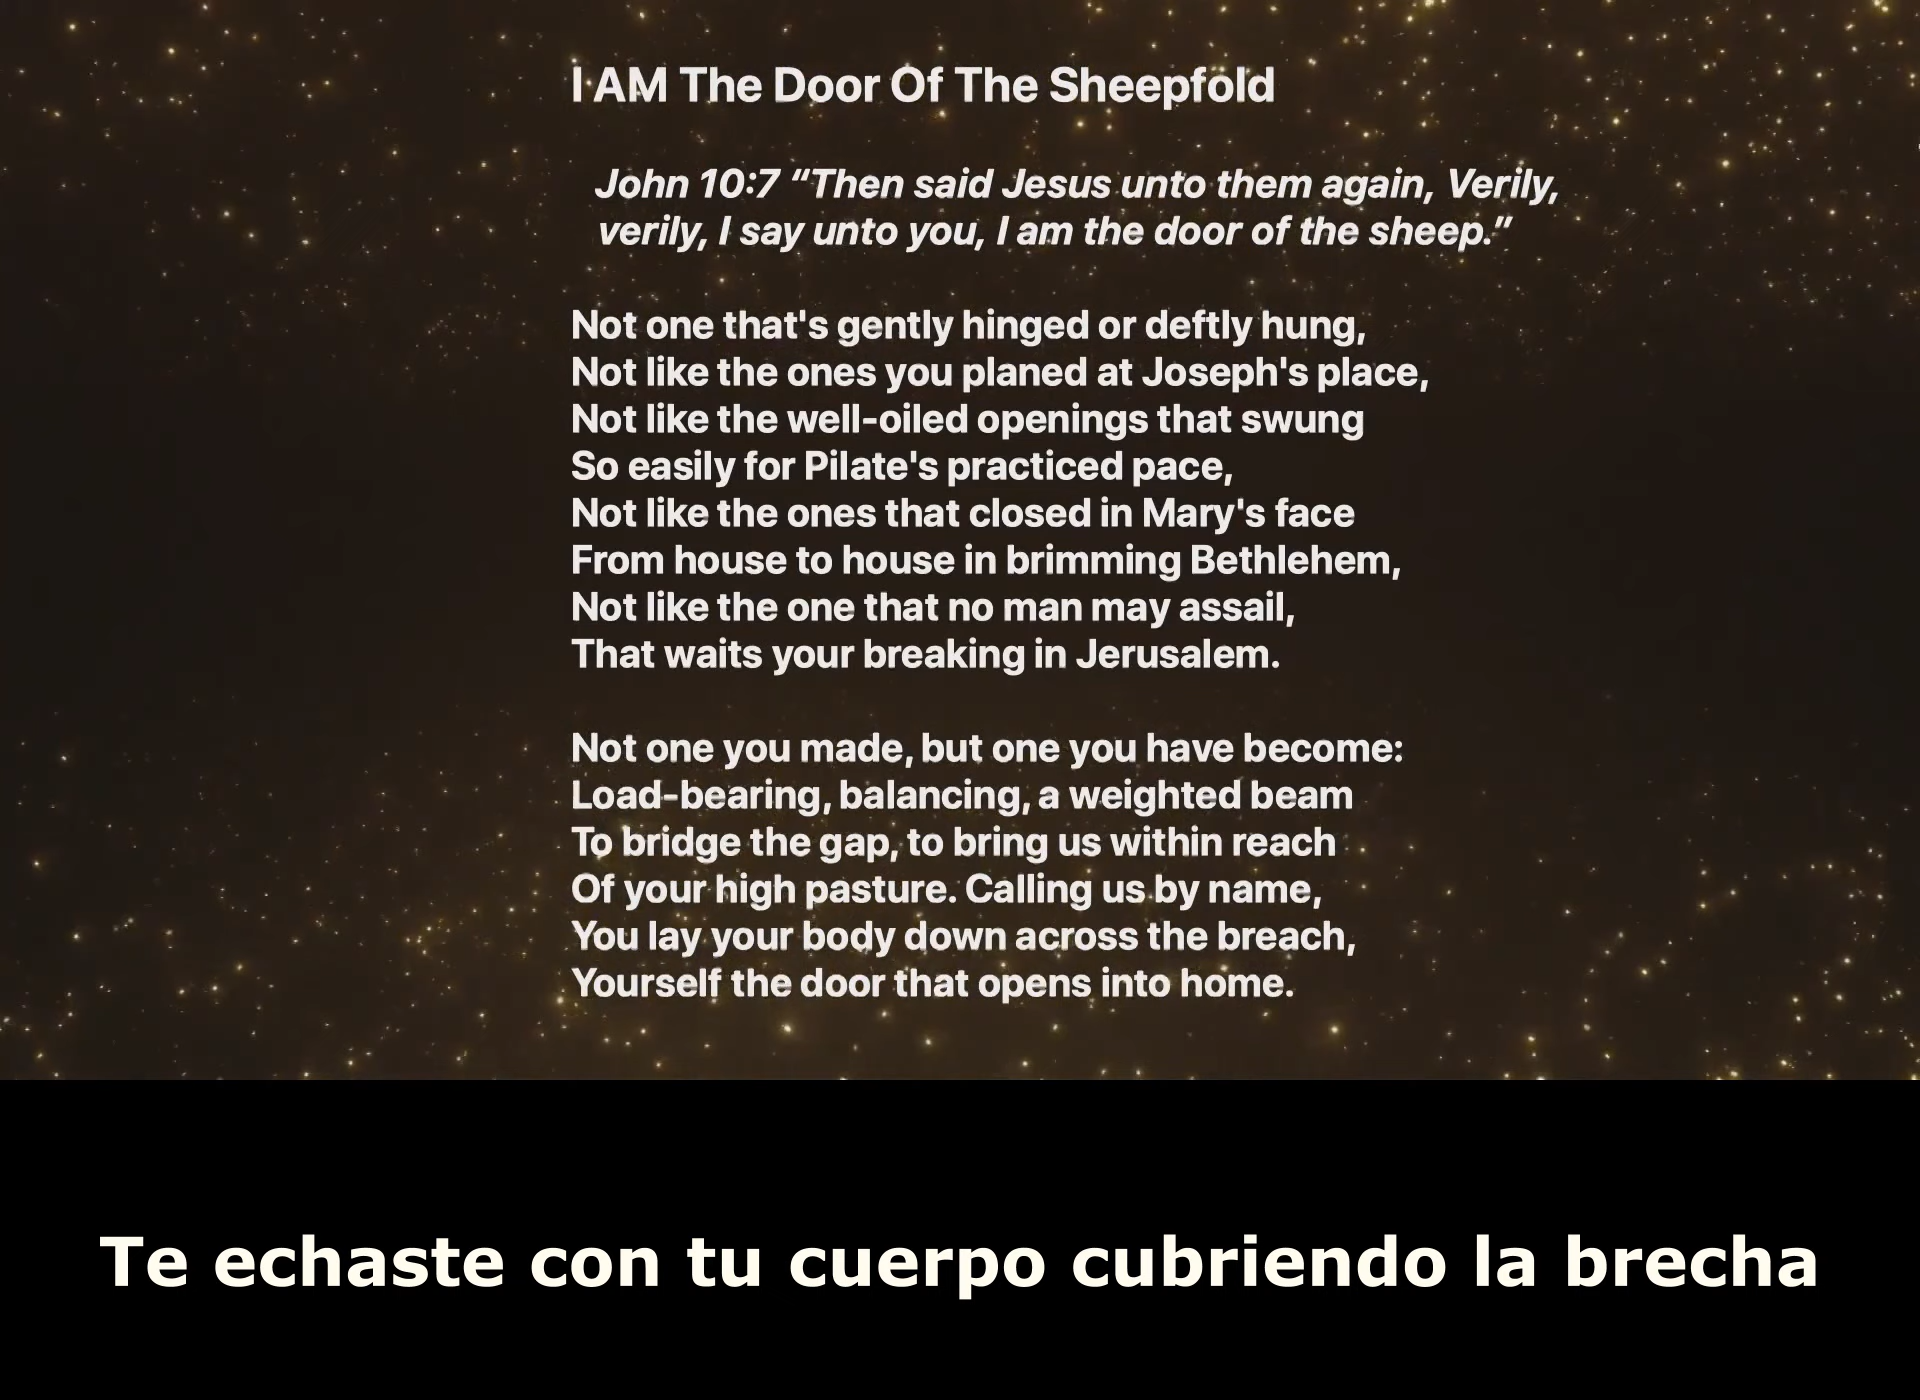 I AM The Door Of The Sheepfold
John 10:7 “Then said Jesus unto them again, Verily,
verily, I say unto you, I am the door of the sheep.”
Not one that's gently hinged or deftly hung,
Not like the ones you planed at Joseph's place,
Not like the well-oiled openings that swung
So easily for Pilate's practiced pace,
Not like the ones that closed in Mary's face
From house to house in brimming Bethlehem,
Not like the one that no man may assail,
That waits your breaking in Jerusalem.
Not one you made, but one you have become:
Load-bearing, balancing, a weighted beam
To bridge the gap, to bring us within reach
Of your high pasture. Calling us by name,
You lay your body down across the breach,
Yourself the door that opens into home.
Te echaste con tu cuerpo cubriendo la brecha